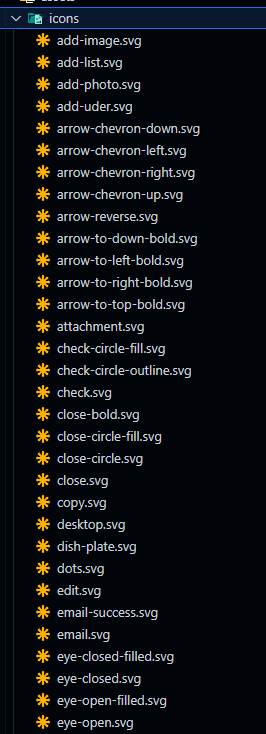 icons
add-image.svg
add-list.svg
add-photo.svg
add-uder.svg
arrow-chevron-down.svg
arrow-chevron-left.svg
arrow-chevron-right.svg
arrow-chevron-up.svg
arrow-reverse.svg
arrow-to-down-bold.svg
arrow-to-left-bold.svg
arrow-to-right-bold.svg
arrow-to-top-bold.svg
attachment.svg
check-circle-fill.svg
check-circle-outline.svg
check.svg
close-bold.svg
close-circle-fill.svg
close-circle.svg
close.svg
copy.svg
desktop.svg
dish-plate.svg
dots.svg
edit.svg
email-success.svg
email.svg
eye-closed-filled.svg
eye-closed.svg
eye-open-filled.svg
eye-open.svg